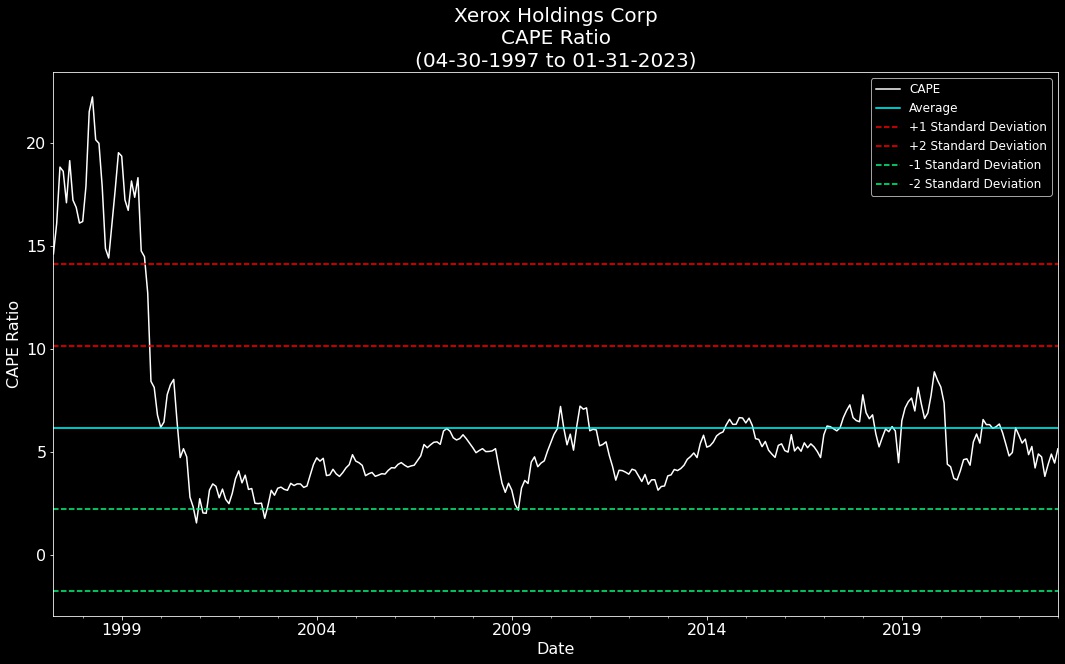 Xerox Holdings Corp
CAPE Ratio
(04-30-1997 to 01-31-2023)
CAPE
Average
+1 Standard Deviation
+2 Standard Deviation
-1 Standard Deviation
-2 Standard Deviation
CAPE Ratio
20
15
10
5
0
1999
2004
2009
2014
2019
Date